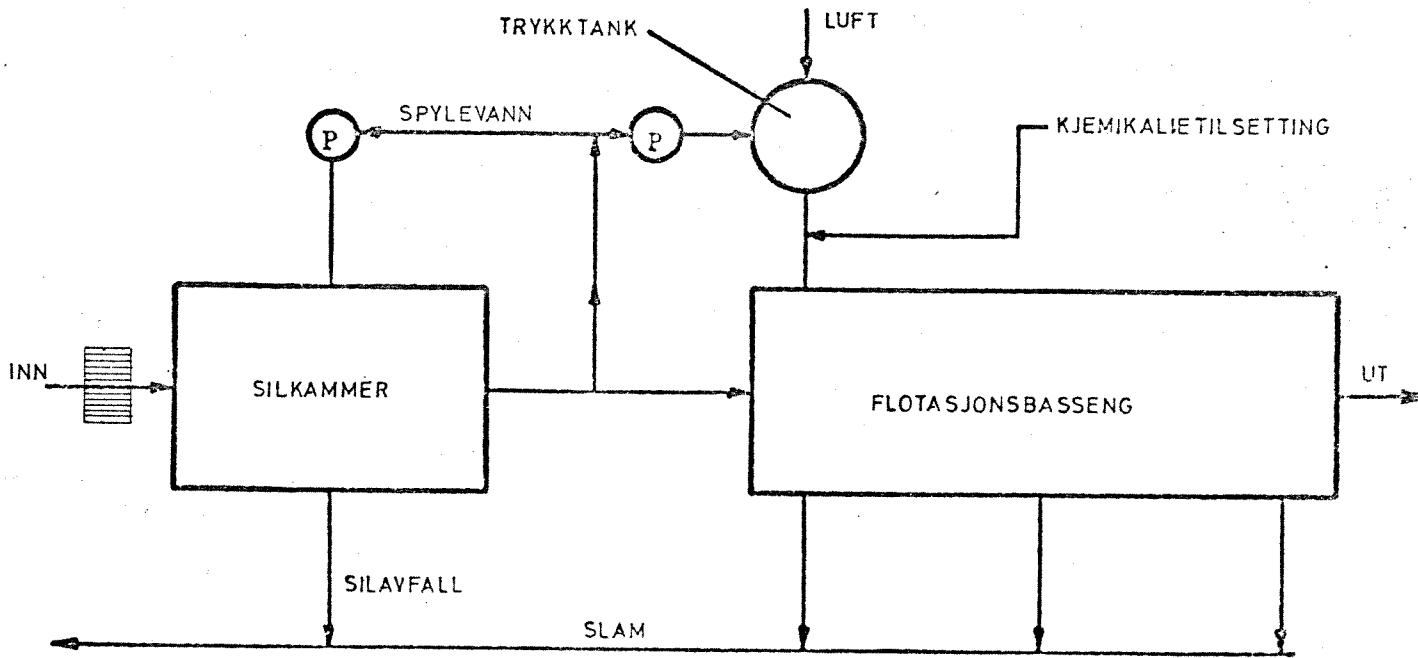 TRYKKTANK
LUFT
SPYLEVANN
P
P
KJEMIKALIETILSETTING
INN
SILKAMMER
FLOTASJONSBASSENG
UT
SILAVFALL
SLAM